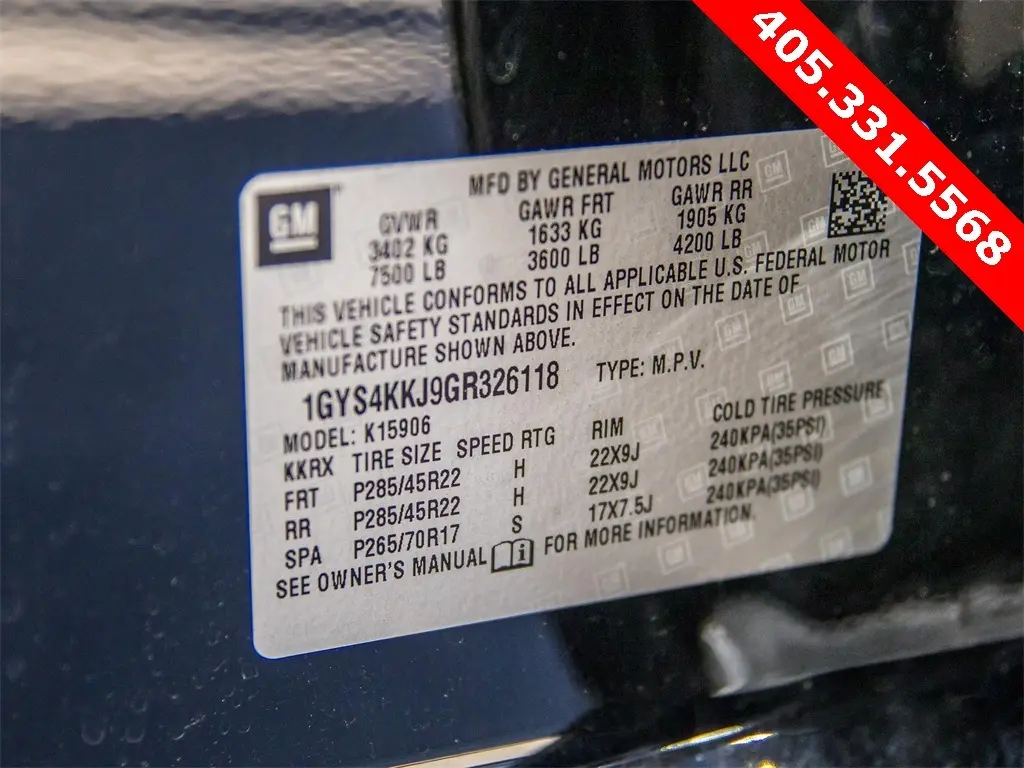 405.331.5568
GM
MFD BY GENERAL MOTORS LLC
GVWR GAWR FRT GAWR RR
3402 KG 1633 KG 1905 KG
7500 LB 3600 LB 4200 LB
THIS VEHICLE CONFORMS TO ALL APPLICABLE U.S. FEDERAL MOTOR
VEHICLE SAFETY STANDARDS IN EFFECT ON THE DATE OF
MANUFACTURE SHOWN ABOVE.
1GYS4KKJ9GR326118 TYPE: M.P.V.
MODEL: K15906
KKRX TIRE SIZE SPEED RTG RIM COLD TIRE PRESSURE
FRT P285/45R22 H 22X9J 240KPA(35PSI)
RR P285/45R22 H 22X9J 240KPA(35PSI)
SPA P265/70R17 S 17X7.5J 240KPA(35PSI)
SEE OWNER'S MANUAL FOR MORE INFORMATION.